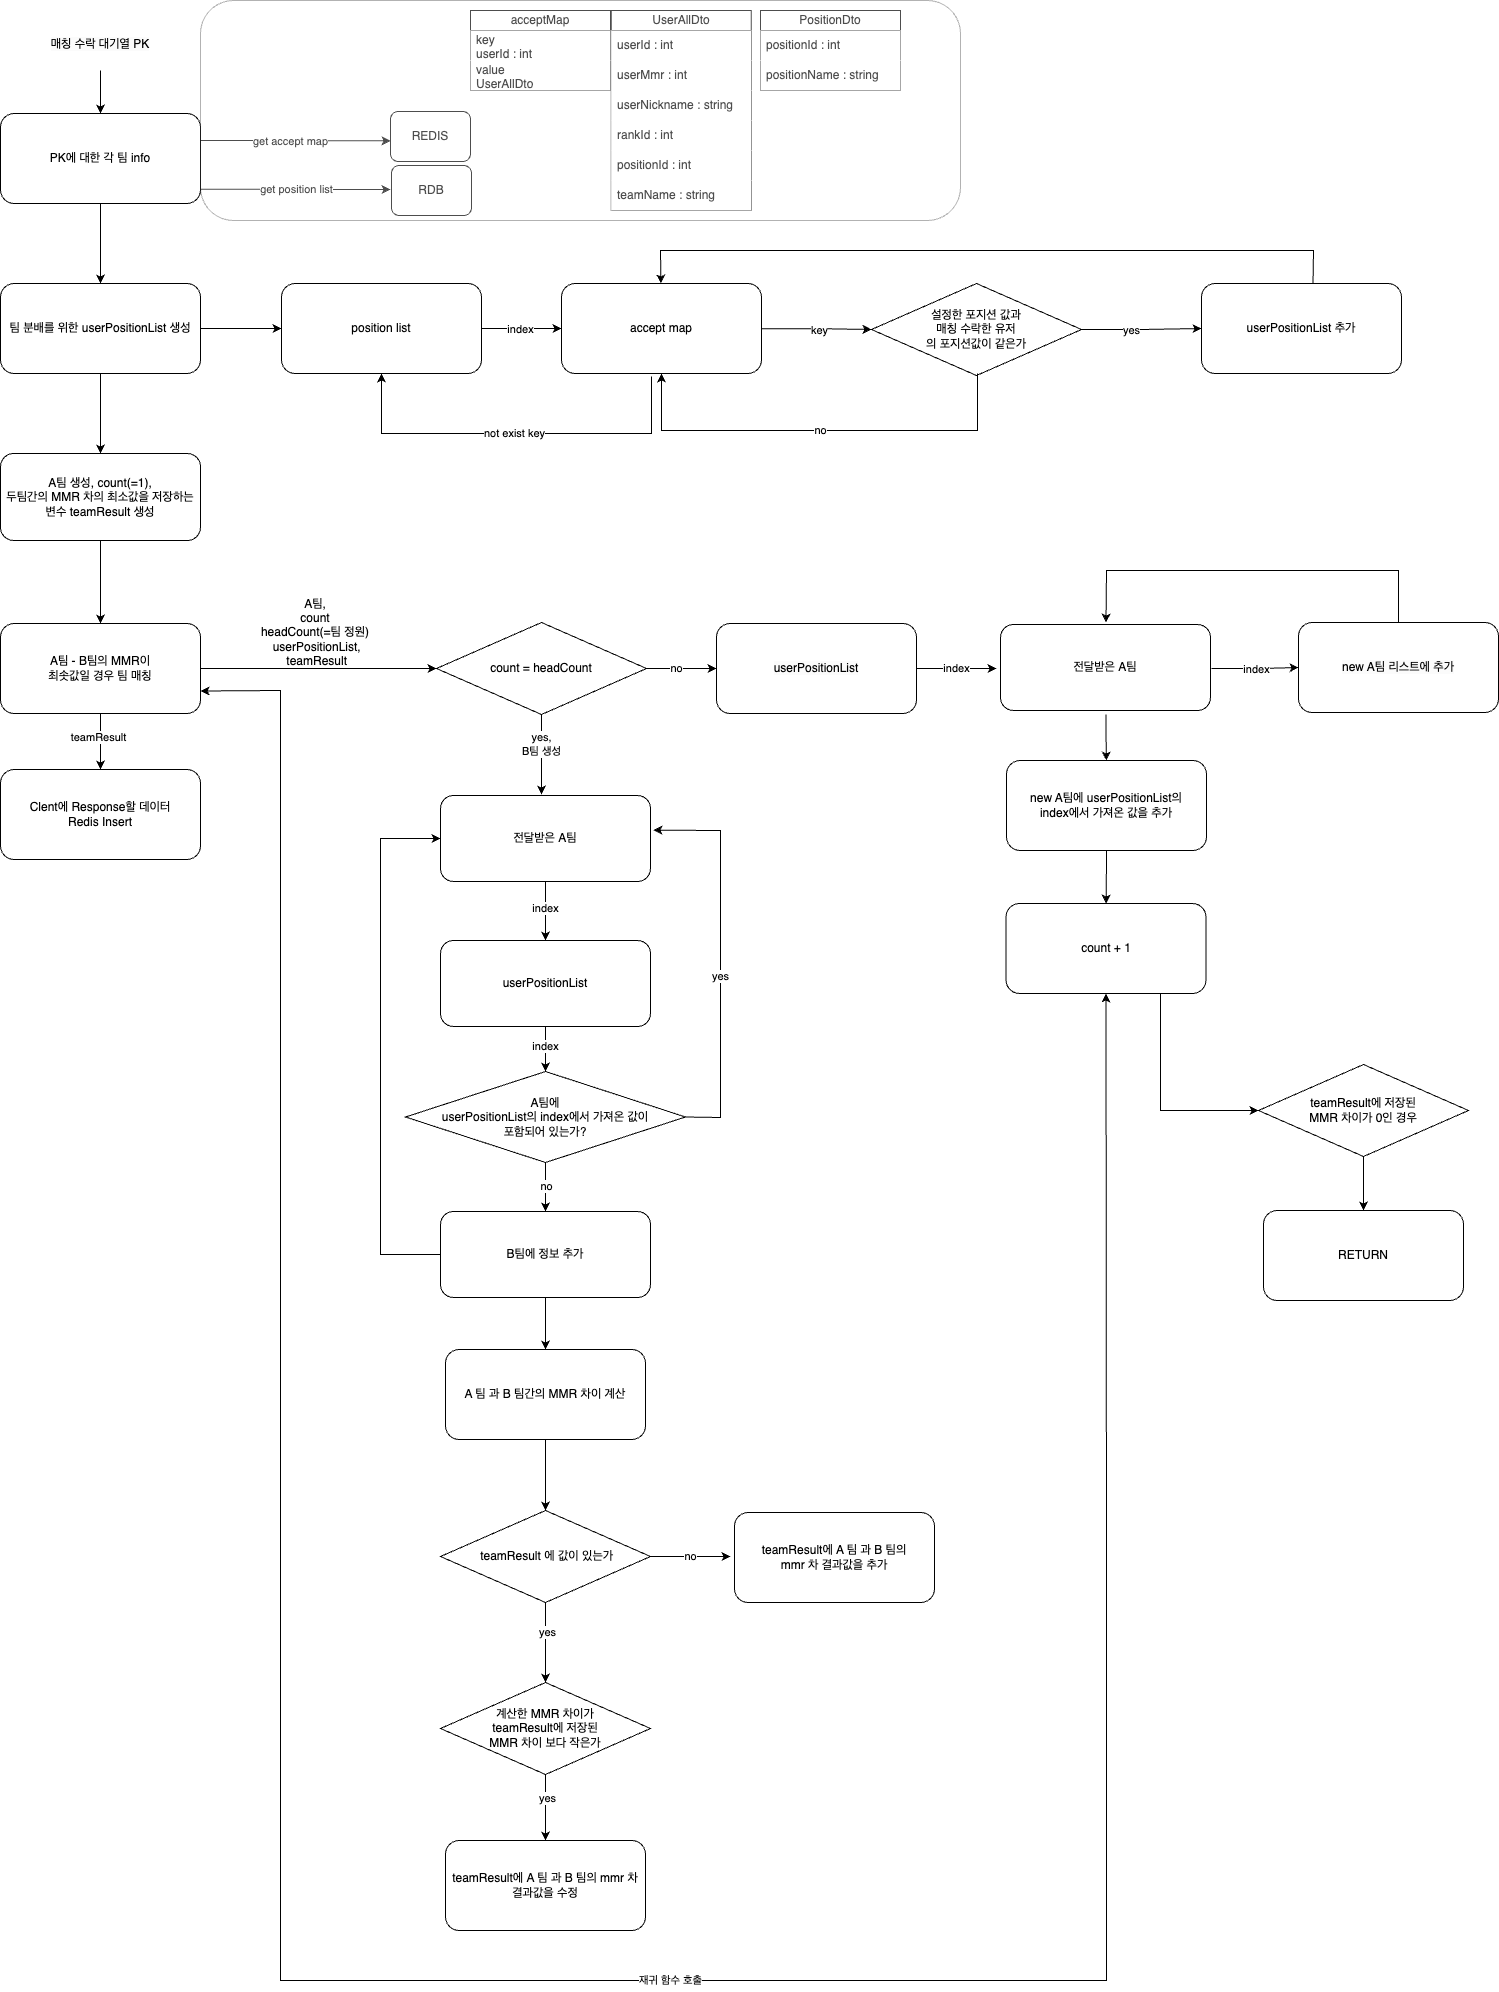 매칭 수락 대기열 PK
acceptMap
key
userId : int
value
UserAllDto
UserAllDto
userId : int
userMmr : int
userNickname : string
rankId : int
positionId : int
teamName : string
PositionDto
positionId : int
positionName : string
PK에 대한 각 팀 info
get accept map
REDIS
get position list
RDB
팀 분배를 위한 userPositionList 생성
position list
index
accept map
key
설정한 포지션 값과
매칭 수락한 유저
의 포지션값이 같은가
yes
userPositionList 추가
not exist key
no
A팀 생성, count(=1),
두팀간의 MMR 차의 최소값을 저장하는
변수 teamResult 생성
A팀 - B팀의 MMR이
최솟값일 경우 팀 매칭
A팀,
count
headCount(=팀 정원)
userPositionList,
teamResult
count = headCount
no
userPositionList
index
전달받은 A팀
index
new A팀 리스트에 추가
teamResult
Clent에 Response할 데이터
Redis Insert
yes,
B팀 생성
전달받은 A팀
index
userPositionList
index
A팀에
userPositionList의 index에서 가져온 값이
포함되어 있는가?
yes
no
B팀에 정보 추가
A 팀 과 B 팀간의 MMR 차이 계산
teamResult 에 값이 있는가
no
teamResult에 A 팀 과 B 팀의
mmr 차 결과값을 추가
yes
계산한 MMR 차이가
teamResult에 저장된
MMR 차이 보다 작은가
yes
teamResult에 A 팀 과 B 팀의 mmr 차
결과값을 수정
new A팀에 userPositionList의
index에서 가져온 값을 추가
count + 1
teamResult에 저장된
MMR 차이가 0인 경우
RETURN
재귀 함수 호출